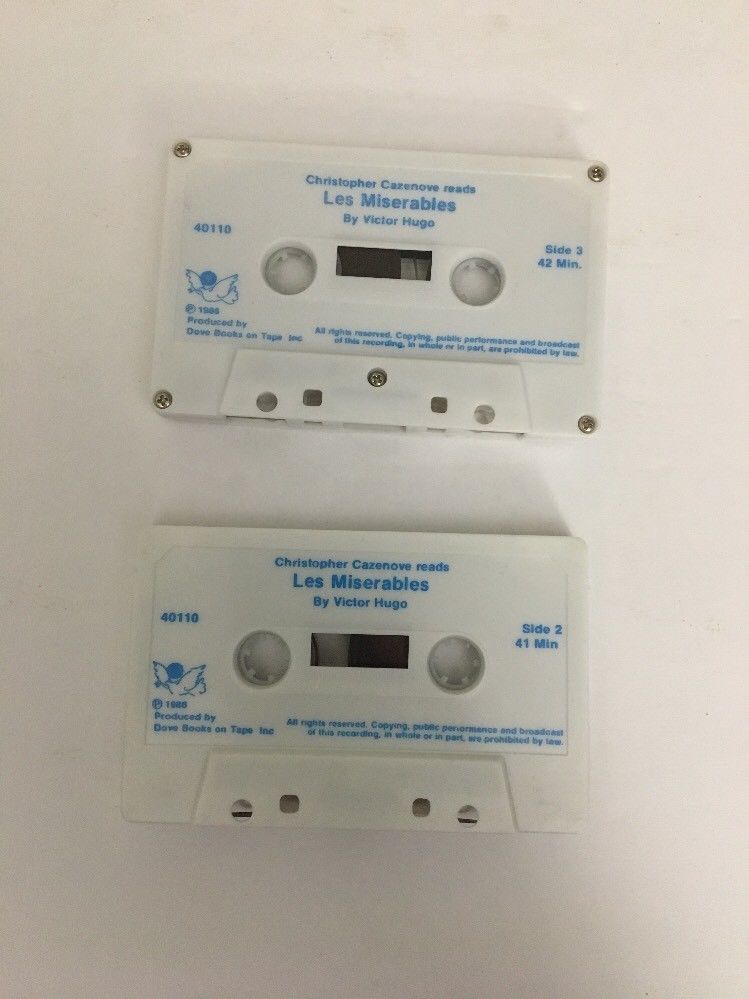 Christopher Cazenove reads
Les Miserables
By Victor Hugo
40110
Side 3
42 Min.
℗ 1986
Produced by
Dove Books on Tape Inc
All rights reserved. Copying, public performance and broadcast
of this recording, in whole or in part, are prohibited by law.
Christopher Cazenove reads
Les Miserables
By Victor Hugo
40110
Side 2
41 Min
℗ 1986
Produced by
Dove Books on Tape Inc
All rights reserved. Copying, public performance and broadcast
of this recording, in whole or in part, are prohibited by law.